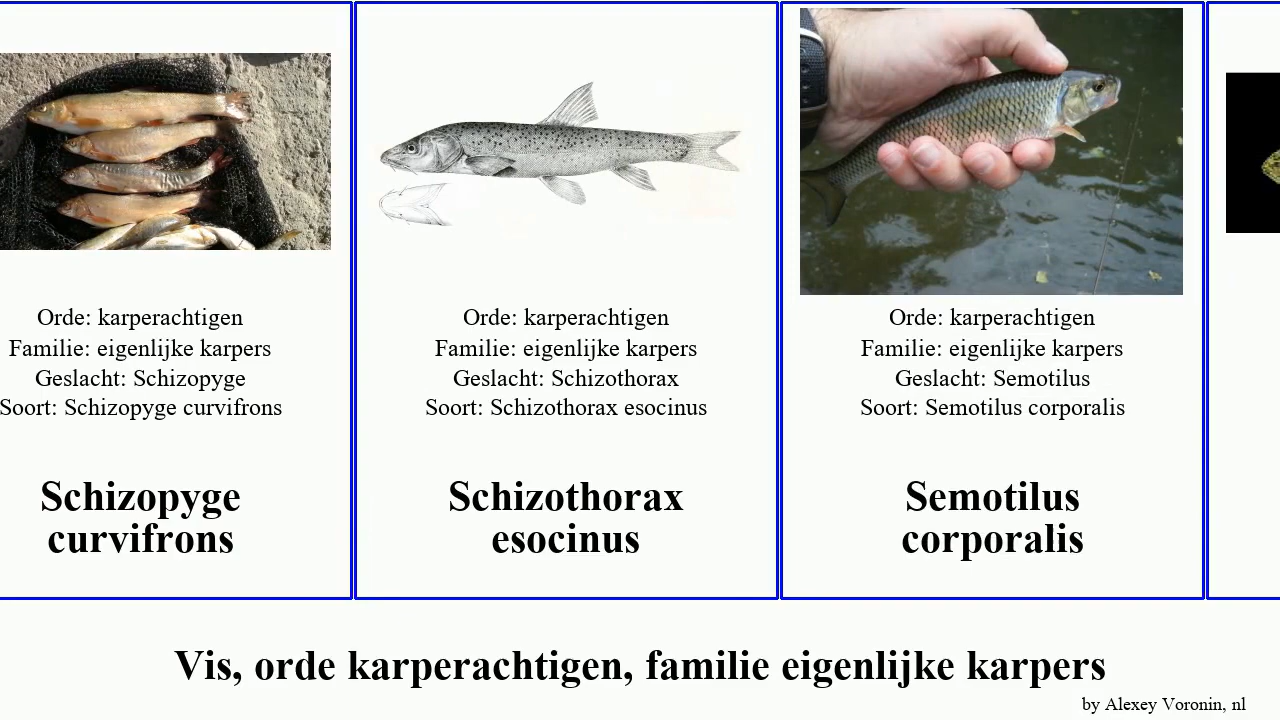 Orde: karperachtigen
Familie: eigenlijke karpers
Geslacht: Schizopyge
Soort: Schizopyge curvifrons
Schizopyge
curvifrons
Orde: karperachtigen
Familie: eigenlijke karpers
Geslacht: Schizothorax
Soort: Schizothorax esocinus
Schizothorax
esocinus
Orde: karperachtigen
Familie: eigenlijke karpers
Geslacht: Semotilus
Soort: Semotilus corporalis
Semotilus
corporalis
Vis, orde karperachtigen, familie eigenlijke karpers
by Alexey Voronin, nl